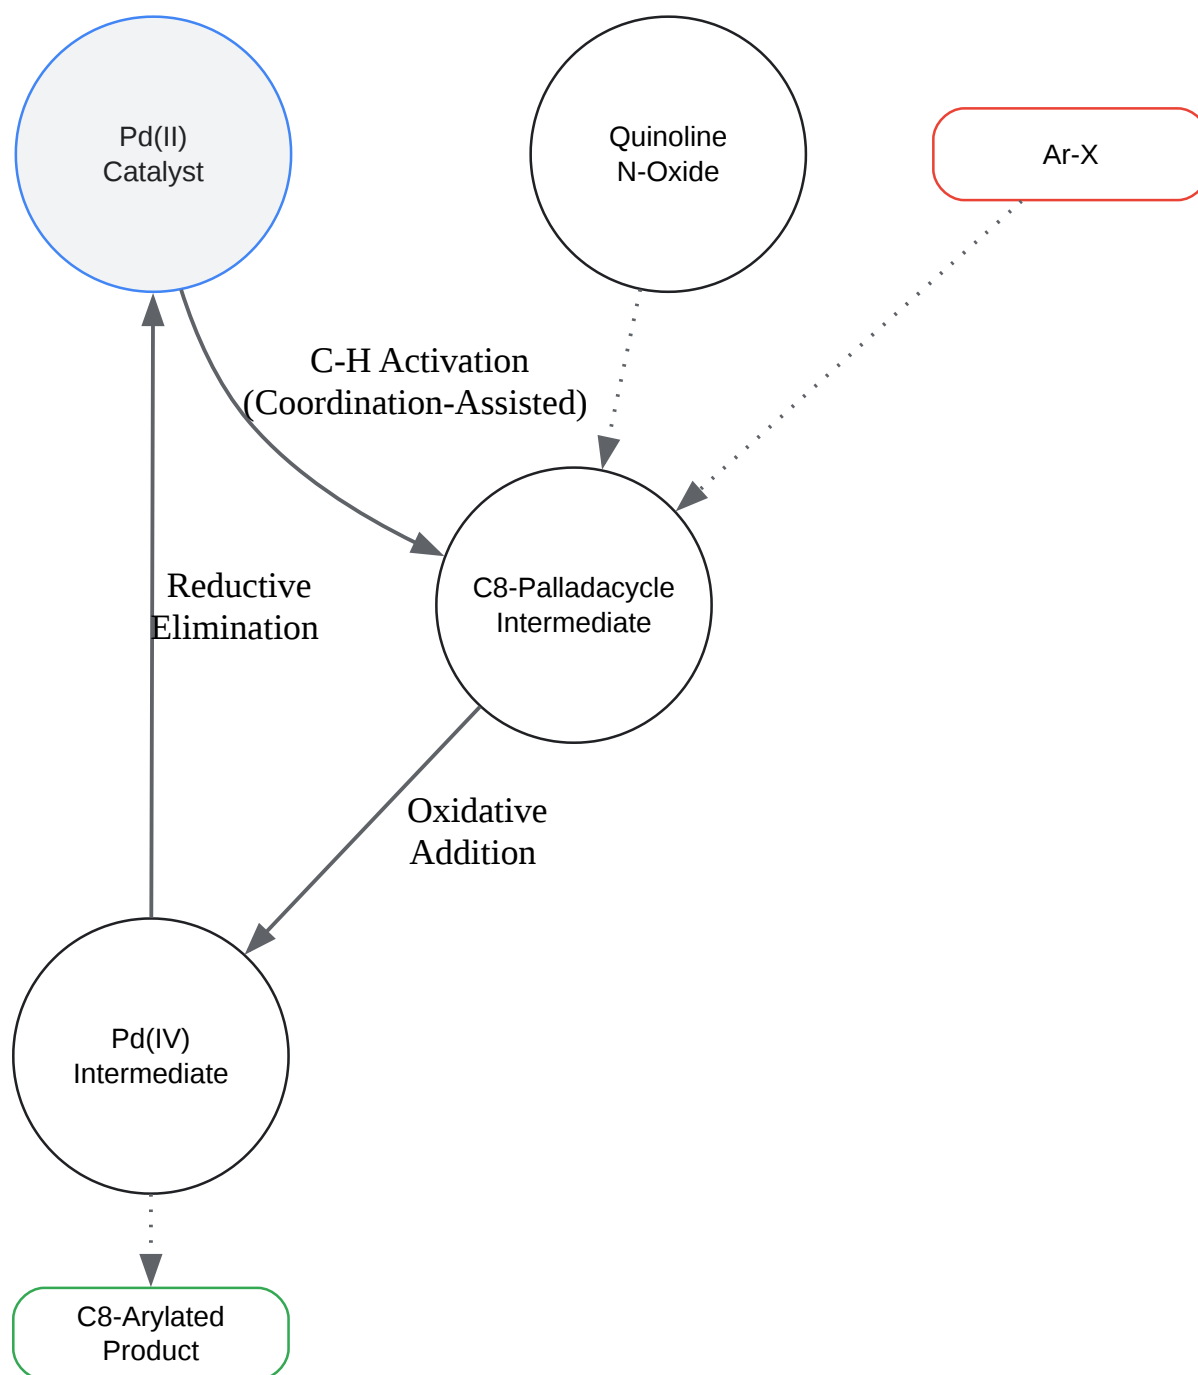 Pd(II)
Catalyst
Quinoline
N-Oxide
Ar-X
C-H Activation
(Coordination-Assisted)
Reductive
Elimination
C8-Palladacycle
Intermediate
Oxidative
Addition
Pd(IV)
Intermediate
C8-Arylated
Product